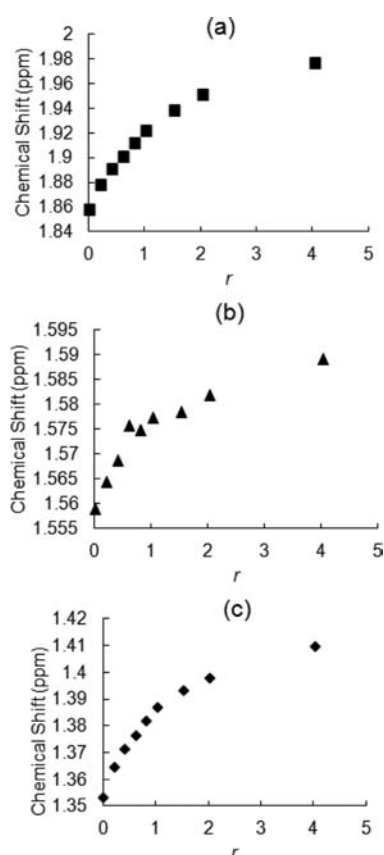 (a)
Chemical Shift (ppm)
2
1.98
1.96
1.94
1.92
1.9
1.88
1.86
1.84
0 1 2 3 4 5
r
(b)
Chemical Shift (ppm)
1.595
1.59
1.585
1.58
1.575
1.57
1.565
1.56
1.555
0 1 2 3 4 5
r
(c)
Chemical Shift (ppm)
1.42
1.41
1.4
1.39
1.38
1.37
1.36
1.35
0 1 2 3 4 5
r